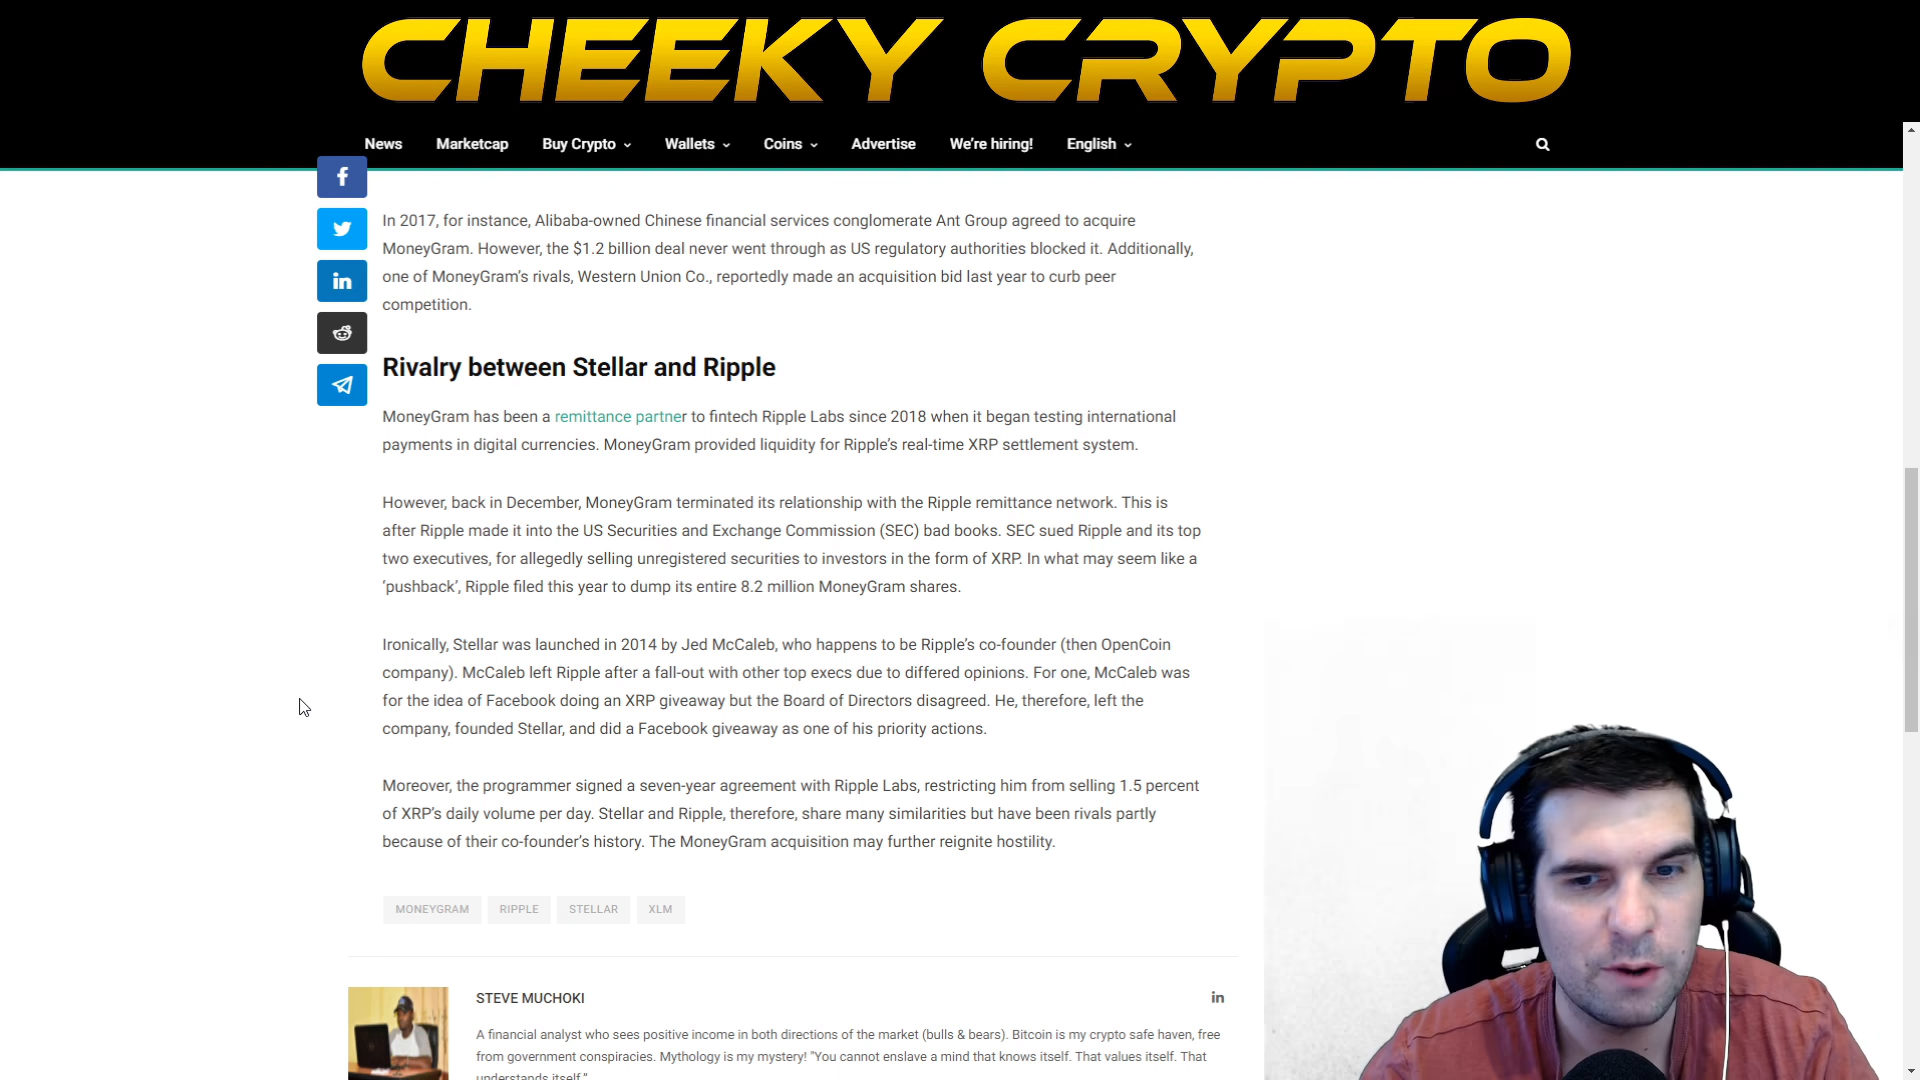 CHEEKY CRYPTO
News Marketcap Buy Crypto Wallets Coins Advertise We're hiring! English
In 2017, for instance, Alibaba-owned Chinese financial services conglomerate Ant Group agreed to acquire
MoneyGram. However, the $1.2 billion deal never went through as US regulatory authorities blocked it. Additionally,
one of MoneyGram's rivals, Western Union Co., reportedly made an acquisition bid last year to curb peer
competition.
Rivalry between Stellar and Ripple
MoneyGram has been a remittance partner to fintech Ripple Labs since 2018 when it began testing international
payments in digital currencies. MoneyGram provided liquidity for Ripple's real-time XRP settlement system.
However, back in December, MoneyGram terminated its relationship with the Ripple remittance network. This is
after Ripple made it into the US Securities and Exchange Commission (SEC) bad books. SEC sued Ripple and its top
two executives, for allegedly selling unregistered securities to investors in the form of XRP. In what may seem like a
‘pushback’, Ripple filed this year to dump its entire 8.2 million MoneyGram shares.
Ironically, Stellar was launched in 2014 by Jed McCaleb, who happens to be Ripple's co-founder (then OpenCoin
company). McCaleb left Ripple after a fall-out with other top execs due to differed opinions. For one, McCaleb was
for the idea of Facebook doing an XRP giveaway but the Board of Directors disagreed. He, therefore, left the
company, founded Stellar, and did a Facebook giveaway as one of his priority actions.
Moreover, the programmer signed a seven-year agreement with Ripple Labs, restricting him from selling 1.5 percent
of XRP's daily volume per day. Stellar and Ripple, therefore, share many similarities but have been rivals partly
because of their co-founder's history. The MoneyGram acquisition may further reignite hostility.
MONEYGRAM RIPPLE STELLAR XLM
STEVE MUCHOKI
A financial analyst who sees positive income in both directions of the market (bulls & bears). Bitcoin is my crypto safe haven, free
from government conspiracies. Mythology is my mystery! "You cannot enslave a mind that knows itself. That values itself. That
understands itself."